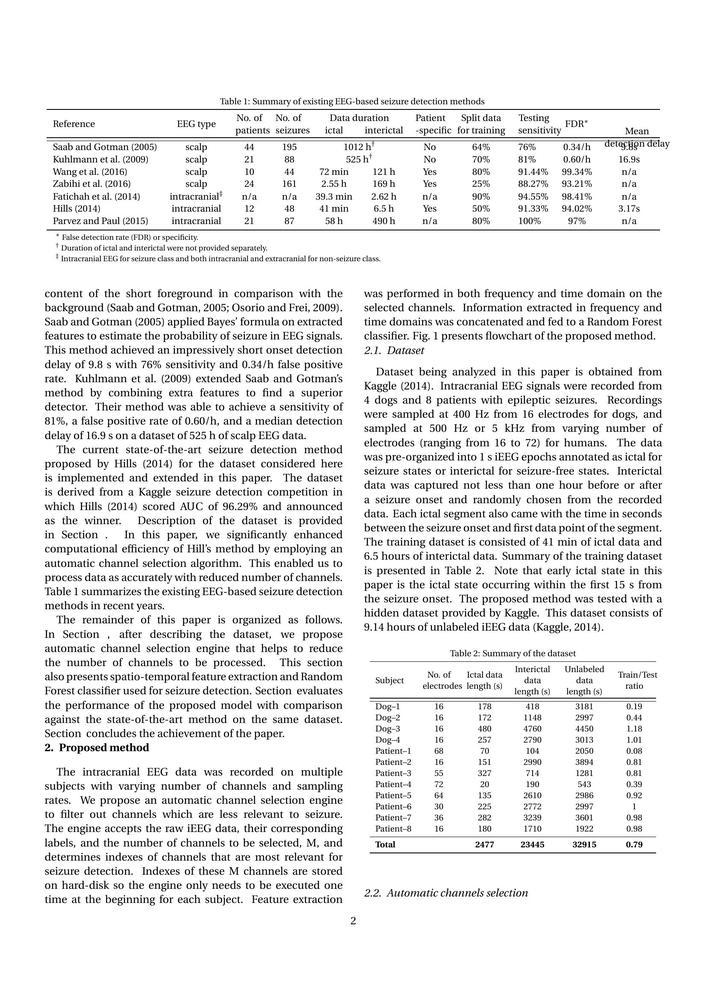 Table 1: Summary of existing EEG-based seizure detection methods
Reference EEG type No. of patients No. of seizures Data duration ictal interictal Patient -specific Split data for training Testing sensitivity FDR* Mean detection delay
Saab and Gotman (2005) scalp 44 195 1012 h† No 64% 76% 0.34/h 9.8s
Kuhlmann et al. (2009) scalp 21 88 525 h† No 70% 81% 0.60/h 16.9s
Wang et al. (2016) scalp 10 44 72 min 121 h Yes 80% 91.44% 99.34% n/a
Zabihi et al. (2016) scalp 24 161 2.55 h 169 h Yes 25% 88.27% 93.21% n/a
Fatichah et al. (2014) intracranial‡ n/a n/a 39.3 min 2.62 h n/a 90% 94.55% 98.41% n/a
Hills (2014) intracranial 12 48 41 min 6.5 h Yes 50% 91.33% 94.02% 3.17s
Parvez and Paul (2015) intracranial 21 87 58 h 490 h n/a 80% 100% 97% n/a
* False detection rate (FDR) or specificity.
† Duration of ictal and interictal were not provided separately.
‡ Intracranial EEG for seizure class and both intracranial and extracranial for non-seizure class.
content of the short foreground in comparison with the
background (Saab and Gotman, 2005; Osorio and Frei, 2009).
Saab and Gotman (2005) applied Bayes' formula on extracted
features to estimate the probability of seizure in EEG signals.
This method achieved an impressively short onset detection
delay of 9.8 s with 76% sensitivity and 0.34/h false positive
rate. Kuhlmann et al. (2009) extended Saab and Gotman's
method by combining extra features to find a superior
detector. Their method was able to achieve a sensitivity of
81%, a false positive rate of 0.60/h, and a median detection
delay of 16.9 s on a dataset of 525 h of scalp EEG data.
The current state-of-the-art seizure detection method
proposed by Hills (2014) for the dataset considered here
is implemented and extended in this paper. The dataset
is derived from a Kaggle seizure detection competition in
which Hills (2014) scored AUC of 96.29% and announced
as the winner. Description of the dataset is provided
in Section . In this paper, we significantly enhanced
computational efficiency of Hill's method by employing an
automatic channel selection algorithm. This enabled us to
process data as accurately with reduced number of channels.
Table 1 summarizes the existing EEG-based seizure detection
methods in recent years.
The remainder of this paper is organized as follows.
In Section , after describing the dataset, we propose
automatic channel selection engine that helps to reduce
the number of channels to be processed. This section
also presents spatio-temporal feature extraction and Random
Forest classifier used for seizure detection. Section evaluates
the performance of the proposed model with comparison
against the state-of-the-art method on the same dataset.
Section concludes the achievement of the paper.
2. Proposed method
The intracranial EEG data was recorded on multiple
subjects with varying number of channels and sampling
rates. We propose an automatic channel selection engine
to filter out channels which are less relevant to seizure.
The engine accepts the raw iEEG data, their corresponding
labels, and the number of channels to be selected, M, and
determines indexes of channels that are most relevant for
seizure detection. Indexes of these M channels are stored
on hard-disk so the engine only needs to be executed one
time at the beginning for each subject. Feature extraction
was performed in both frequency and time domain on the
selected channels. Information extracted in frequency and
time domains was concatenated and fed to a Random Forest
classifier. Fig. 1 presents flowchart of the proposed method.
2.1. Dataset
Dataset being analyzed in this paper is obtained from
Kaggle (2014). Intracranial EEG signals were recorded from
4 dogs and 8 patients with epileptic seizures. Recordings
were sampled at 400 Hz from 16 electrodes for dogs, and
sampled at 500 Hz or 5 kHz from varying number of
electrodes (ranging from 16 to 72) for humans. The data
was pre-organized into 1 s iEEG epochs annotated as ictal for
seizure states or interictal for seizure-free states. Interictal
data was captured not less than one hour before or after
a seizure onset and randomly chosen from the recorded
data. Each ictal segment also came with the time in seconds
between the seizure onset and first data point of the segment.
The training dataset is consisted of 41 min of ictal data and
6.5 hours of interictal data. Summary of the training dataset
is presented in Table 2. Note that early ictal state in this
paper is the ictal state occurring within the first 15 s from
the seizure onset. The proposed method was tested with a
hidden dataset provided by Kaggle. This dataset consists of
9.14 hours of unlabeled iEEG data (Kaggle, 2014).
Table 2: Summary of the dataset
Subject No. of electrodes Ictal data length (s) Interictal data length (s) Unlabeled data length (s) Train/Test ratio
Dog–1 16 178 418 3181 0.19
Dog–2 16 172 1148 2997 0.44
Dog–3 16 480 4760 4450 1.18
Dog–4 16 257 2790 3013 1.01
Patient–1 68 70 104 2050 0.08
Patient–2 16 151 2990 3894 0.81
Patient–3 55 327 714 1281 0.81
Patient–4 72 20 190 543 0.39
Patient–5 64 135 2610 2986 0.92
Patient–6 30 225 2772 2997 1
Patient–7 36 282 3239 3601 0.98
Patient–8 16 180 1710 1922 0.98
Total 2477 23445 32915 0.79
2.2. Automatic channels selection
2